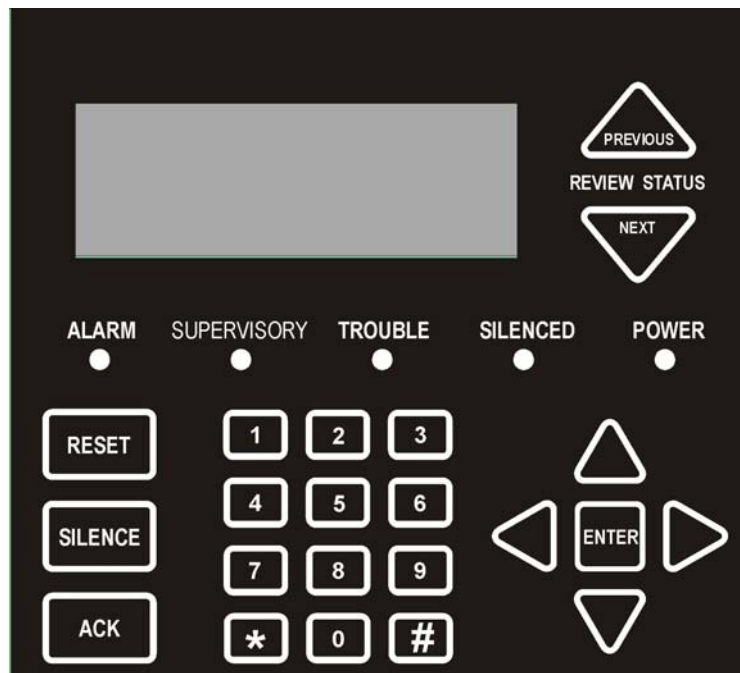 PREVIOUS
REVIEW STATUS
NEXT
ALARM SUPERVISORY TROUBLE SILENCED POWER
RESET 1 2 3
SILENCE 4 5 6 ENTER
7 8 9
ACK * 0 #